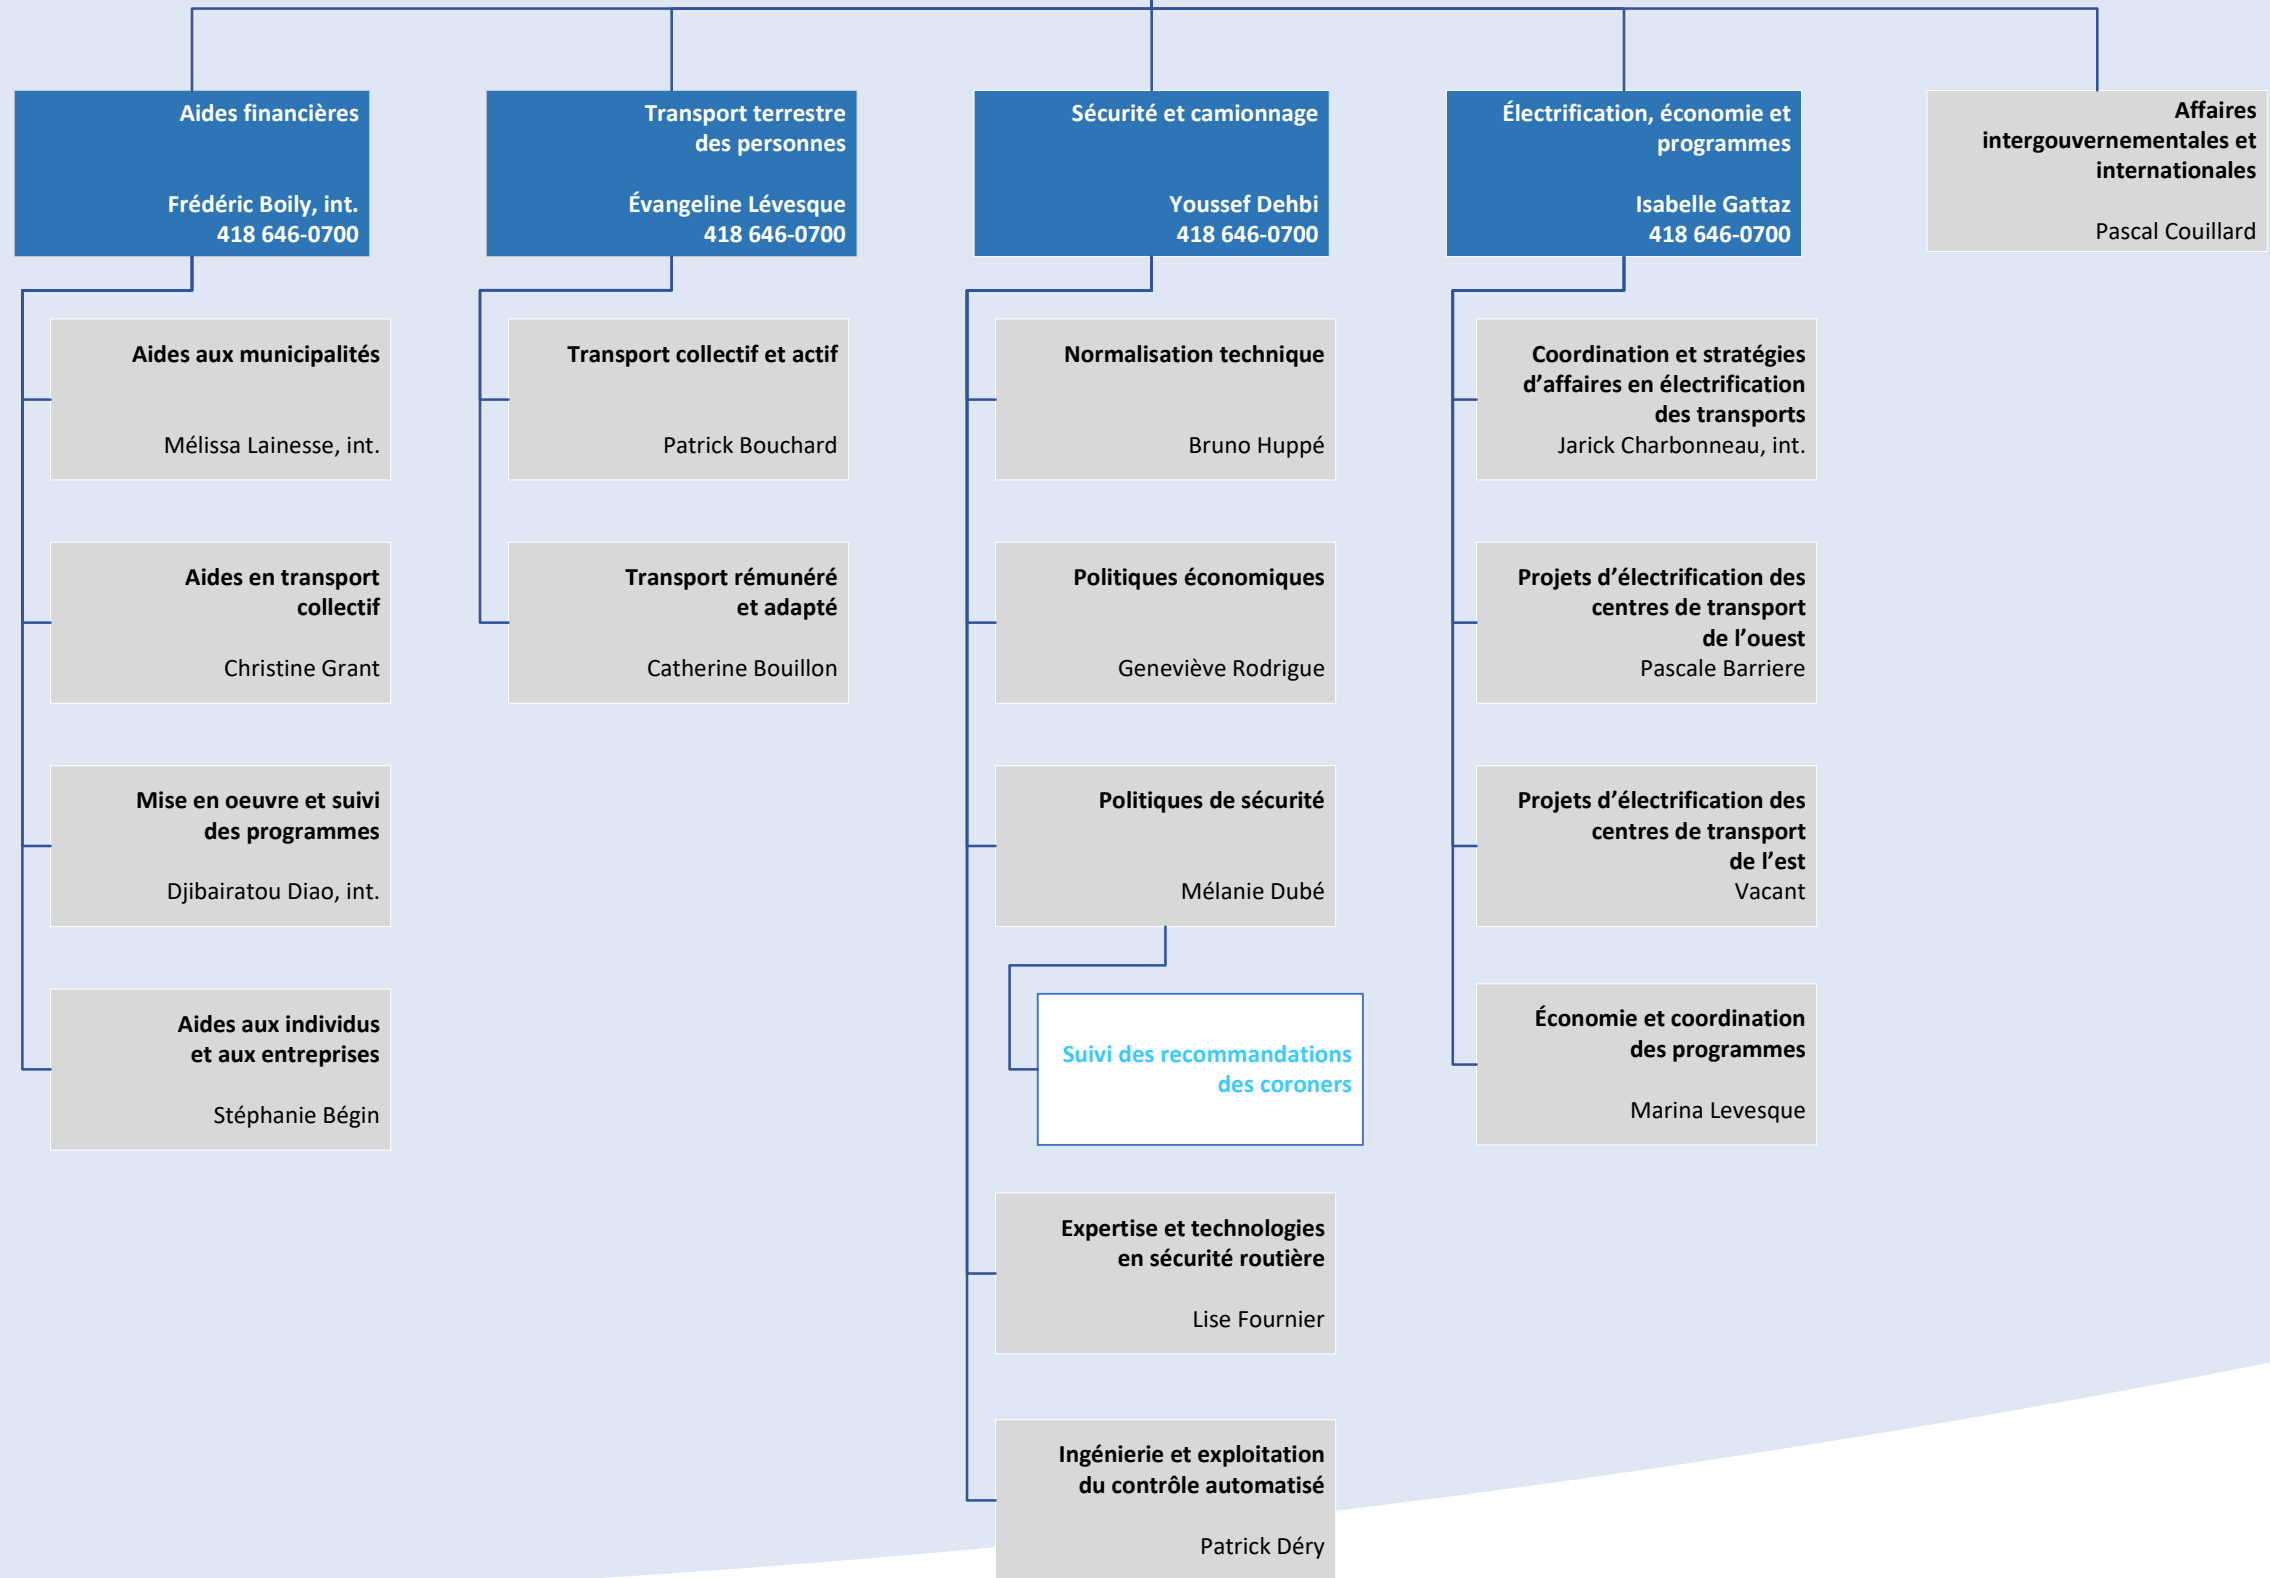 Aides financières
Frédéric Boily, int.
418 646-0700
Transport terrestre
des personnes
Évangeline Lévesque
418 646-0700
Sécurité et camionnage
Youssef Dehbi
418 646-0700
Électrification, économie et
programmes
Isabelle Gattaz
418 646-0700
Affaires
intergouvernementales et
internationales
Pascal Couillard
Aides aux municipalités
Mélissa Lainesse, int.
Aides en transport
collectif
Christine Grant
Mise en oeuvre et suivi
des programmes
Djibairatou Diao, int.
Aides aux individus
et aux entreprises
Stéphanie Bégin
Transport collectif et actif
Patrick Bouchard
Transport rémunéré
et adapté
Catherine Bouillon
Normalisation technique
Bruno Huppé
Politiques économiques
Geneviève Rodrigue
Politiques de sécurité
Mélanie Dubé
Suivi des recommandations
des coroners
Expertise et technologies
en sécurité routière
Lise Fournier
Ingénierie et exploitation
du contrôle automatisé
Patrick Déry
Coordination et stratégies
d’affaires en électrification
des transports
Jarick Charbonneau, int.
Projets d’électrification des
centres de transport
de l’ouest
Pascale Barriere
Projets d’électrification des
centres de transport
de l’est
Vacant
Économie et coordination
des programmes
Marina Levesque